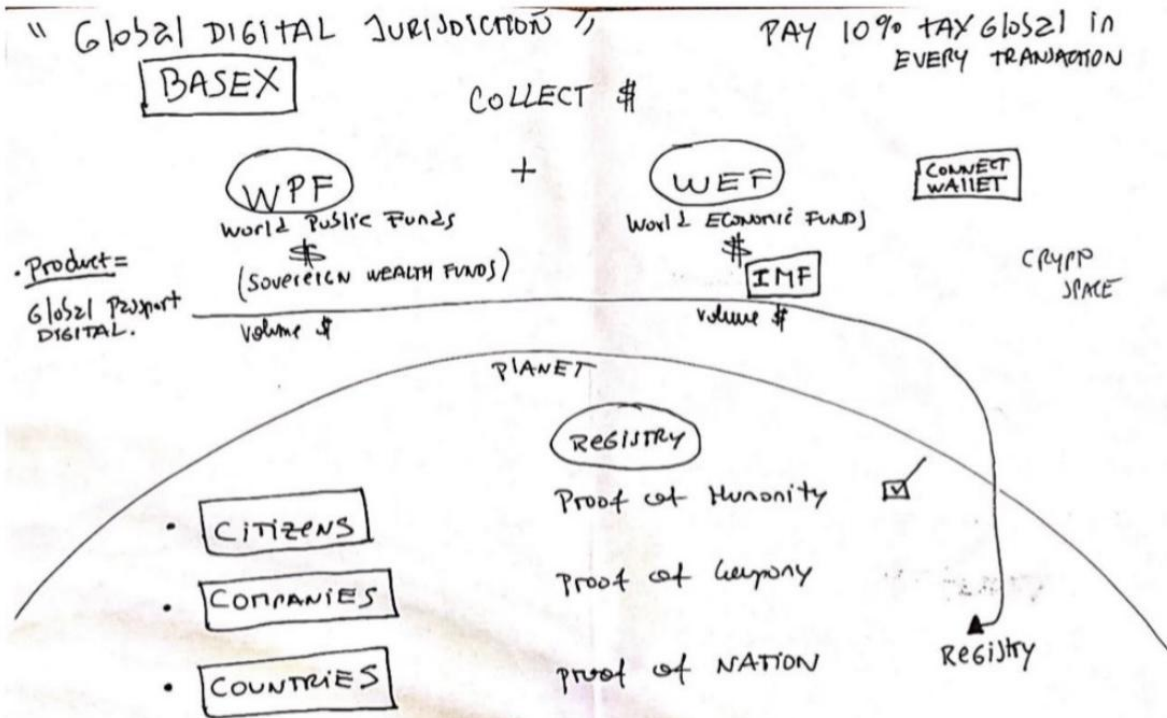 " Global DIGITAL JURISDICTION "
PAY 10% TAX Global in
EVERY TRANSACTION
BASEX
COLLECT $
WPF
+
WEF
CONNECT
WALLET
World Public Funds
World ECONOMIC FUNDS
$
$
(SOVEREIGN WEALTH FUNDS)
IMF
CRYPP
SPACE
• Product =
Global Passport
DIGITAL.
Volume $
volume $
PLANET
REGISTRY
• CITIZENS
Proof of Humanity
• COMPANIES
Proof of Company
• COUNTRIES
Proof of NATION
Registry